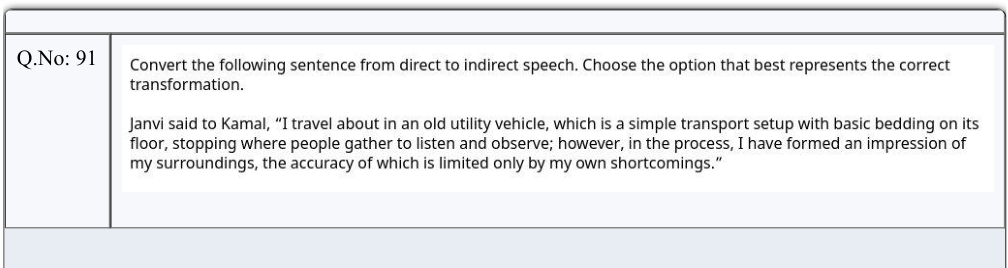 Q.No: 91
Convert the following sentence from direct to indirect speech. Choose the option that best represents the correct
transformation.
Janvi said to Kamal, “I travel about in an old utility vehicle, which is a simple transport setup with basic bedding on its
floor, stopping where people gather to listen and observe; however, in the process, I have formed an impression of
my surroundings, the accuracy of which is limited only by my own shortcomings.”